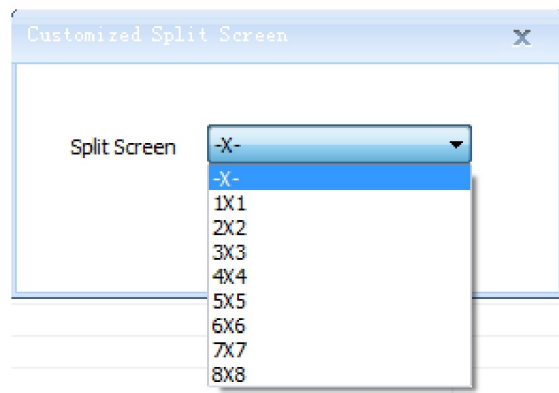 Customized Split Screen
Split Screen -X-
-X-
1X1
2X2
3X3
4X4
5X5
6X6
7X7
8X8